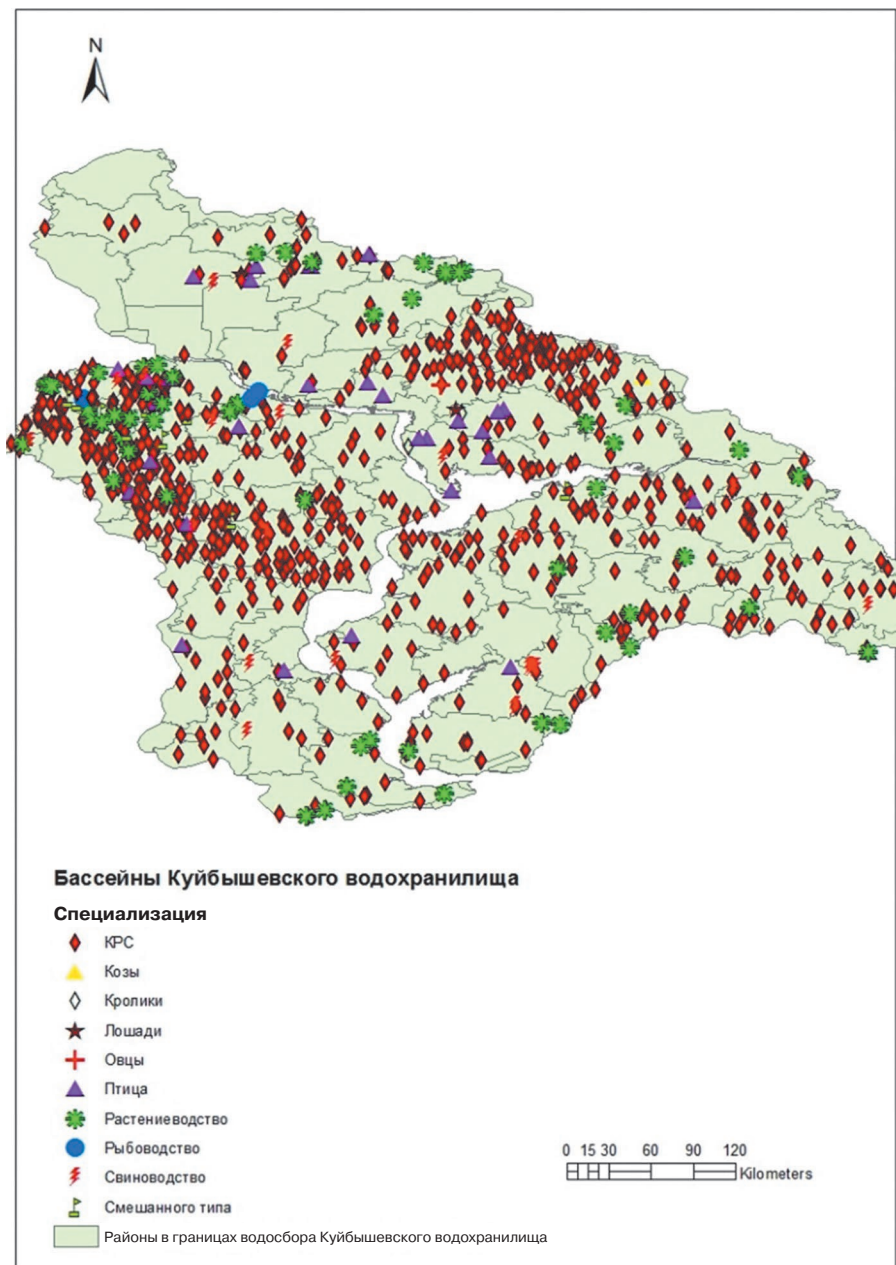 N
Бассейны Куйбышевского водохранилища
Специализация
КРС
Козы
Кролики
Лошади
Овцы
Птица
Растениеводство
Рыбоводство
Свиноводство
Смешанного типа
Районы в границах водосбора Куйбышевского водохранилища
0 15 30 60 90 120
Kilometers